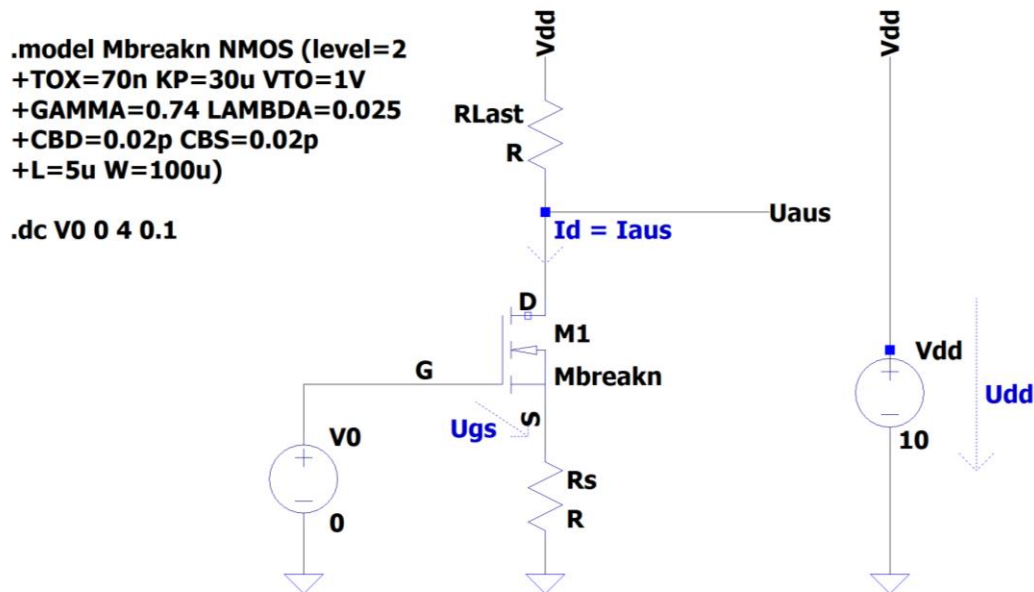 .model Mbreakn NMOS (level=2
+TOX=70n KP=30u VTO=1V
+GAMMA=0.74 LAMBDA=0.025
+CBD=0.02p CBS=0.02p
+L=5u W=100u)
.dc V0 0 4 0.1
Vdd
RLast
R
Uaus
Id = Iaus
D
M1
Mbreakn
G
S
Ugs
V0
0
Rs
R
Vdd
Vdd
Udd
10